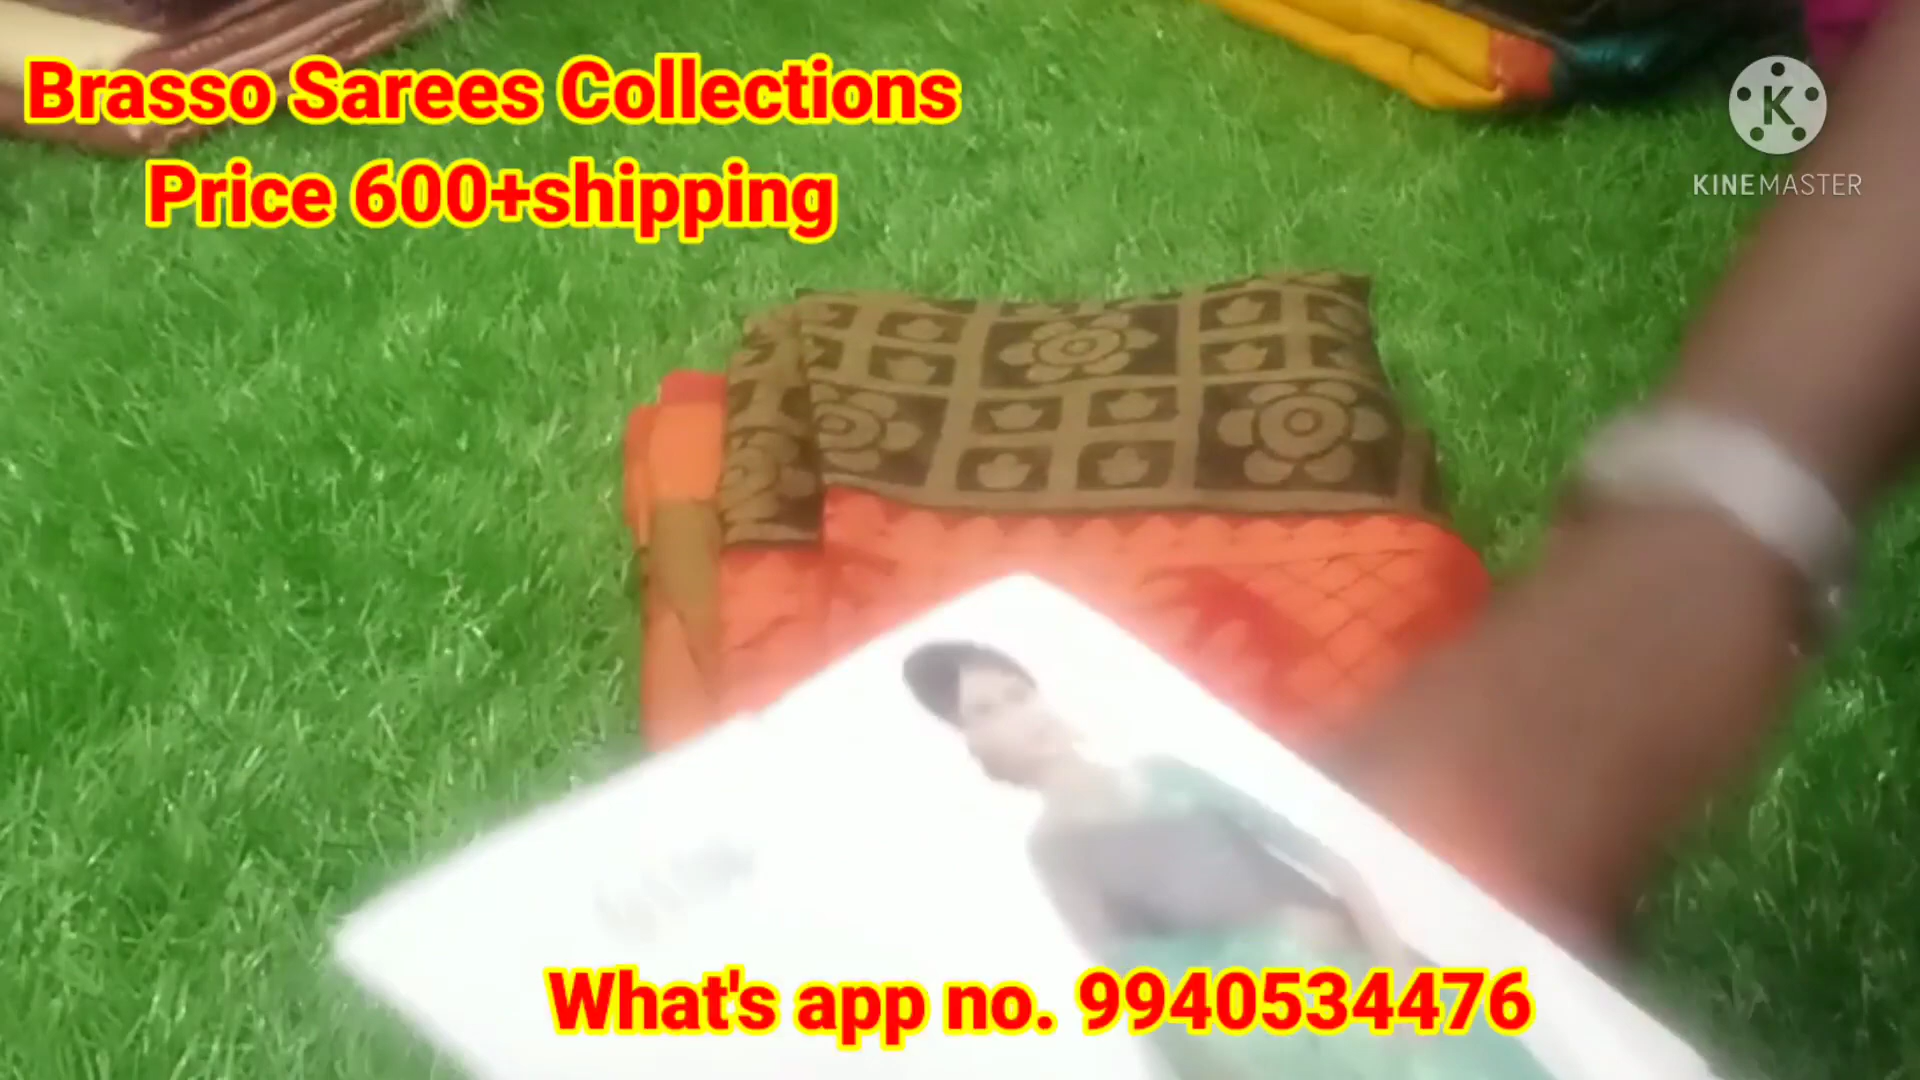 Brasso Sarees Collections
Price 600+shipping
K
KINEMASTER
What's app no. 9940534476